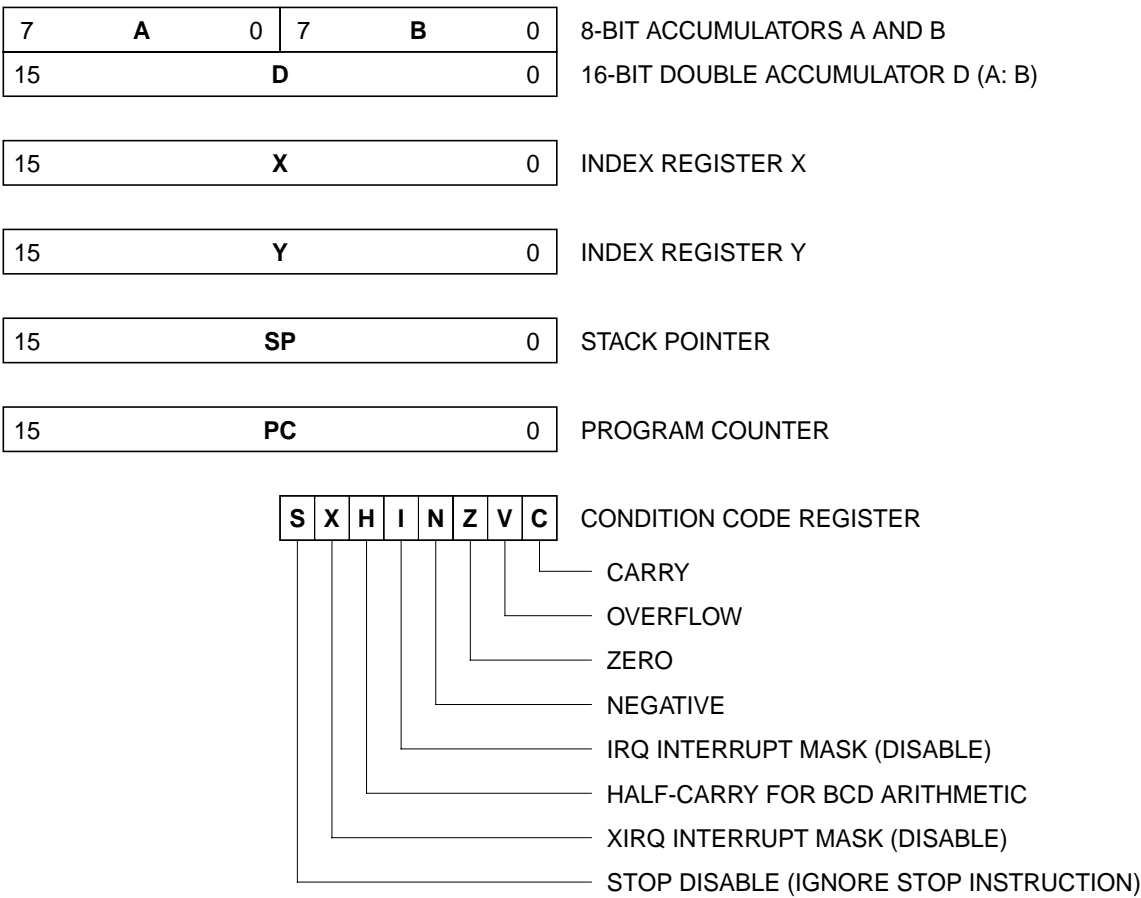 7 A 0 7 B 0 8-BIT ACCUMULATORS A AND B
15 D 0 16-BIT DOUBLE ACCUMULATOR D (A: B)
15 X 0 INDEX REGISTER X
15 Y 0 INDEX REGISTER Y
15 SP 0 STACK POINTER
15 PC 0 PROGRAM COUNTER
S X H I N Z V C CONDITION CODE REGISTER
CARRY
OVERFLOW
ZERO
NEGATIVE
IRQ INTERRUPT MASK (DISABLE)
HALF-CARRY FOR BCD ARITHMETIC
XIRQ INTERRUPT MASK (DISABLE)
STOP DISABLE (IGNORE STOP INSTRUCTION)